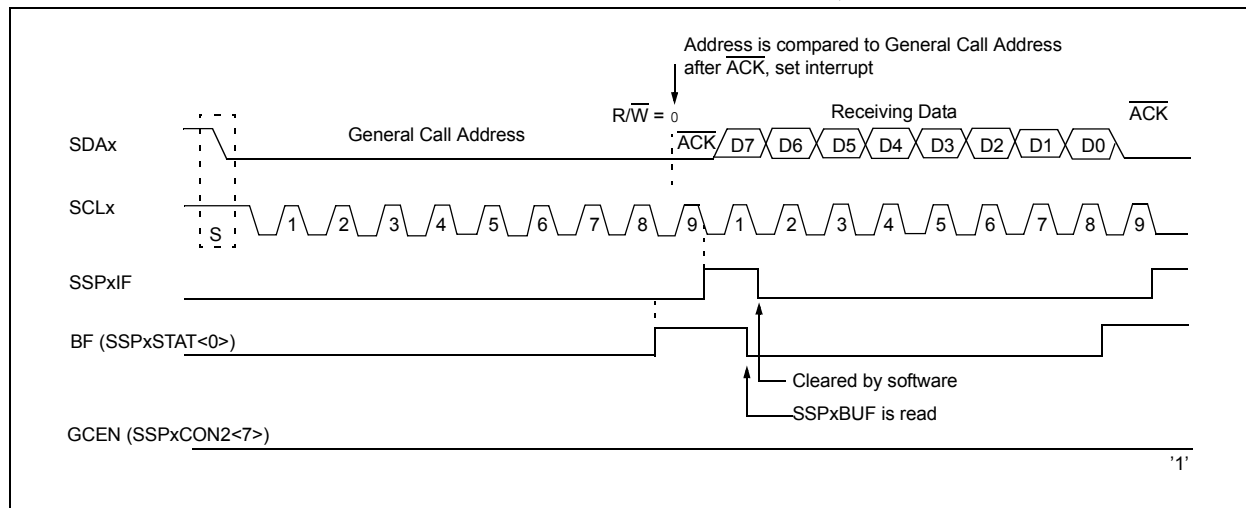 Address is compared to General Call Address
after ACK, set interrupt
R/W = 0
Receiving Data
ACK
SDAx
General Call Address
ACK
D7 D6 D5 D4 D3 D2 D1 D0
SCLx
S
1 2 3 4 5 6 7 8 9 1 2 3 4 5 6 7 8 9
SSPxIF
BF (SSPxSTAT<0>)
Cleared by software
SSPxBUF is read
GCEN (SSPxCON2<7>)
'1'